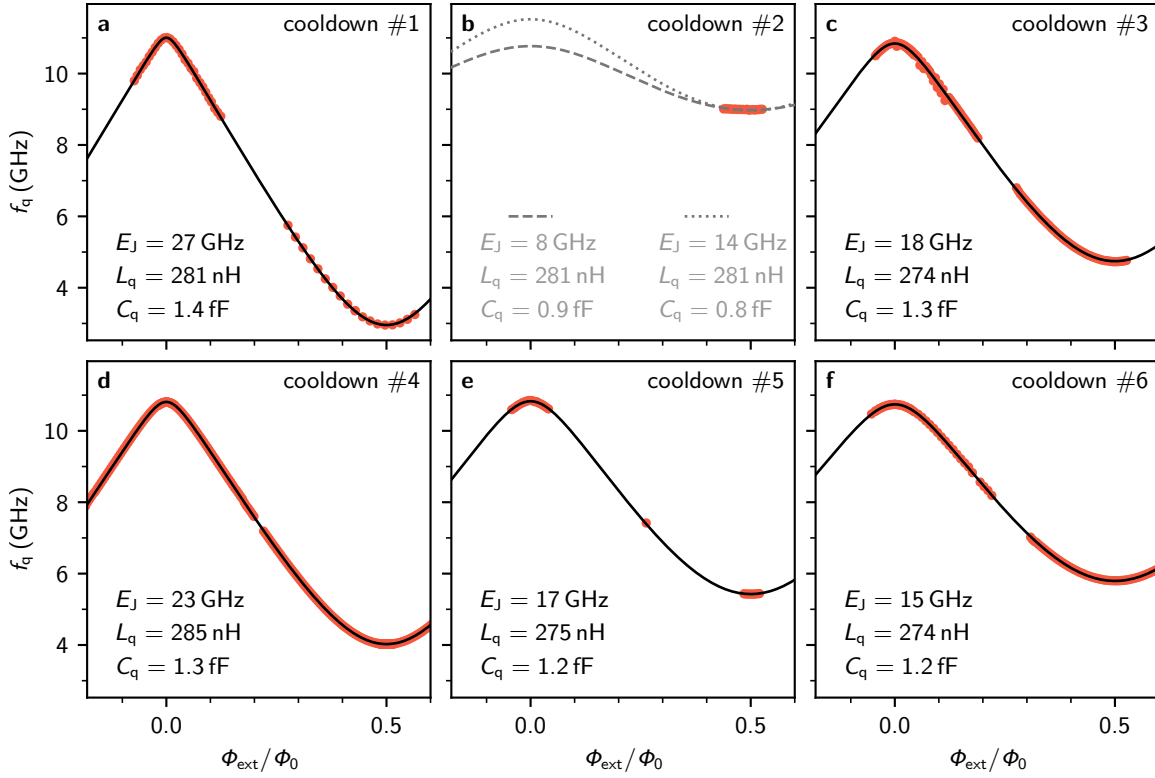 a cooldown #1
b cooldown #2
c cooldown #3
f_q (GHz)
10
8
6
4
E_J = 27 GHz
L_q = 281 nH
C_q = 1.4 fF
E_J = 8 GHz
L_q = 281 nH
C_q = 0.9 fF
E_J = 14 GHz
L_q = 281 nH
C_q = 0.8 fF
E_J = 18 GHz
L_q = 274 nH
C_q = 1.3 fF
d cooldown #4
e cooldown #5
f cooldown #6
f_q (GHz)
10
8
6
4
E_J = 23 GHz
L_q = 285 nH
C_q = 1.3 fF
E_J = 17 GHz
L_q = 275 nH
C_q = 1.2 fF
E_J = 15 GHz
L_q = 274 nH
C_q = 1.2 fF
0.0 0.5
0.0 0.5
0.0 0.5
Φ_ext/Φ_0
Φ_ext/Φ_0
Φ_ext/Φ_0